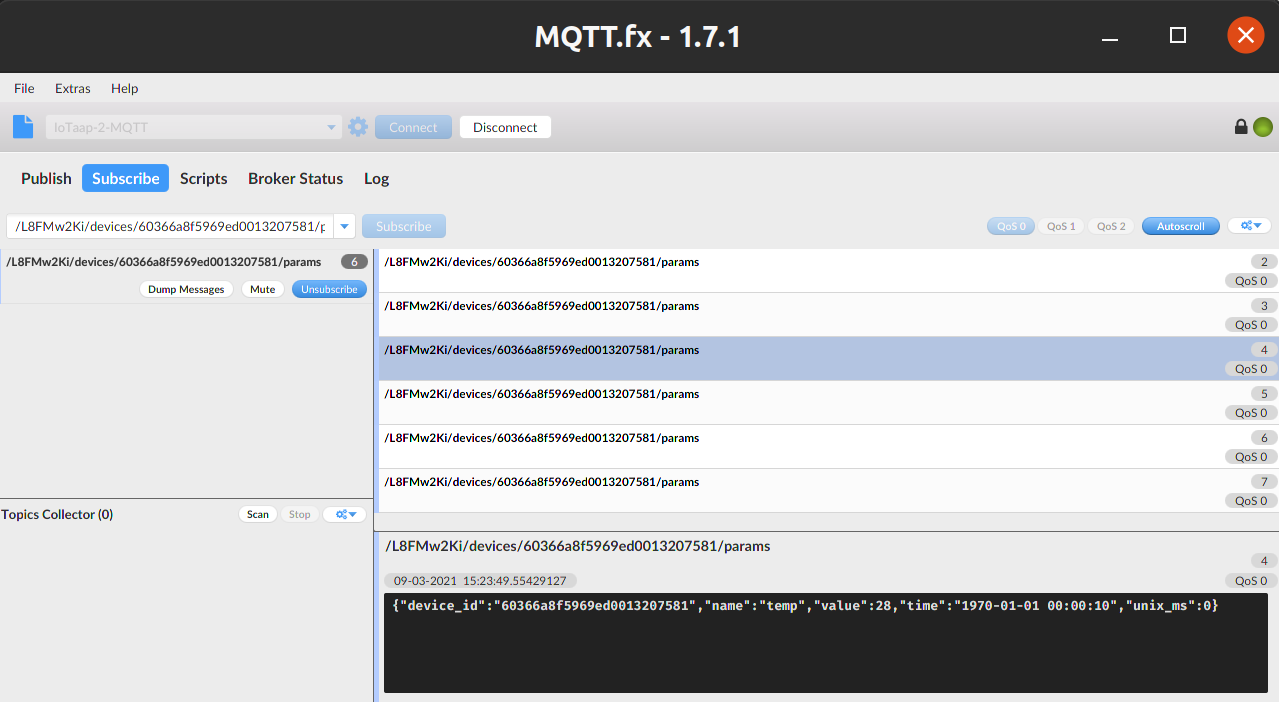 MQTT.fx - 1.7.1
File Extras Help
IoTaap-2-MQTT Connect Disconnect
Publish Subscribe Scripts Broker Status Log
/L8FMw2Ki/devices/60366a8f5969ed0013207581/p Subscribe QoS 0 QoS 1 QoS 2 Autoscroll
/L8FMw2Ki/devices/60366a8f5969ed0013207581/params 6
Dump Messages Mute Unsubscribe
/L8FMw2Ki/devices/60366a8f5969ed0013207581/params 2
QoS 0
/L8FMw2Ki/devices/60366a8f5969ed0013207581/params 3
QoS 0
/L8FMw2Ki/devices/60366a8f5969ed0013207581/params 4
QoS 0
/L8FMw2Ki/devices/60366a8f5969ed0013207581/params 5
QoS 0
/L8FMw2Ki/devices/60366a8f5969ed0013207581/params 6
QoS 0
/L8FMw2Ki/devices/60366a8f5969ed0013207581/params 7
QoS 0
Topics Collector (0) Scan Stop
/L8FMw2Ki/devices/60366a8f5969ed0013207581/params
4
09-03-2021 15:23:49.55429127 QoS 0
{"device_id":"60366a8f5969ed0013207581","name":"temp","value":28,"time":"1970-01-01 00:00:10","unix_ms":0}